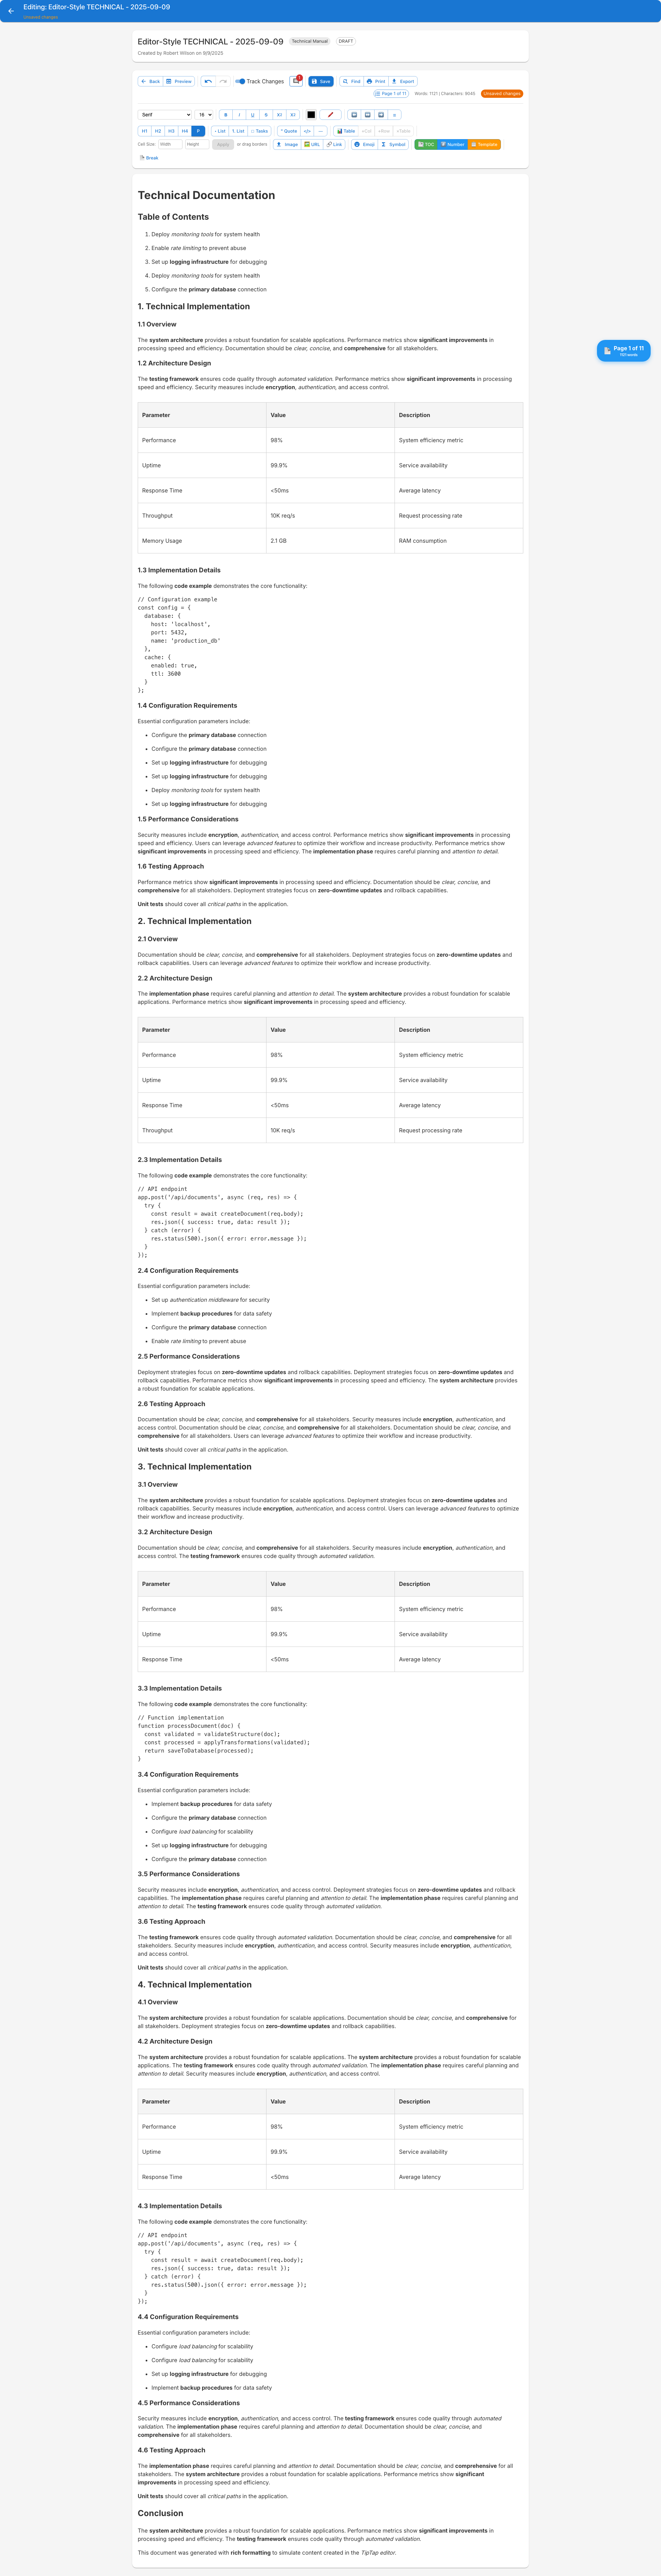 Editing: Editor-Style TECHNICAL - 2025-09-09
Unsaved changes
Editor-Style TECHNICAL - 2025-09-09 Technical Manual DRAFT
Created by Robert Wilson on 9/9/2025
Back Preview Track Changes 1 Save Find Print Export
Page 1 of 11 Words: 1121 | Characters: 9045 Unsaved changes
Serif 16 B I U S
H1 H2 H3 H4 P • List 1. List Tasks " Quote </> Table +Col +Row ×Table
Cell Size: Width Height Apply or drag borders Image URL Link Emoji Symbol TOC Number Template
Break
Page 1 of 11
1121 words
Technical Documentation
Table of Contents
1. Deploy monitoring tools for system health
2. Enable rate limiting to prevent abuse
3. Set up logging infrastructure for debugging
4. Deploy monitoring tools for system health
5. Configure the primary database connection
1. Technical Implementation
1.1 Overview
The system architecture provides a robust foundation for scalable applications. Performance metrics show significant improvements in
processing speed and efficiency. Documentation should be clear, concise, and comprehensive for all stakeholders.
1.2 Architecture Design
The testing framework ensures code quality through automated validation. Performance metrics show significant improvements in processing
speed and efficiency. Security measures include encryption, authentication, and access control.
Parameter Value Description
Performance 98% System efficiency metric
Uptime 99.9% Service availability
Response Time <50ms Average latency
Throughput 10K req/s Request processing rate
Memory Usage 2.1 GB RAM consumption
1.3 Implementation Details
The following code example demonstrates the core functionality:
// Configuration example
const config = {
  database: {
    host: 'localhost',
    port: 5432,
    name: 'production_db'
  },
  cache: {
    enabled: true,
    ttl: 3600
  }
};
1.4 Configuration Requirements
Essential configuration parameters include:
• Configure the primary database connection
• Configure the primary database connection
• Set up logging infrastructure for debugging
• Set up logging infrastructure for debugging
• Deploy monitoring tools for system health
• Set up logging infrastructure for debugging
1.5 Performance Considerations
Security measures include encryption, authentication, and access control. Performance metrics show significant improvements in processing
speed and efficiency. Users can leverage advanced features to optimize their workflow and increase productivity. Performance metrics show
significant improvements in processing speed and efficiency. The implementation phase requires careful planning and attention to detail.
1.6 Testing Approach
Performance metrics show significant improvements in processing speed and efficiency. Documentation should be clear, concise, and
comprehensive for all stakeholders. Deployment strategies focus on zero-downtime updates and rollback capabilities.
Unit tests should cover all critical paths in the application.
2. Technical Implementation
2.1 Overview
Documentation should be clear, concise, and comprehensive for all stakeholders. Deployment strategies focus on zero-downtime updates and
rollback capabilities. Users can leverage advanced features to optimize their workflow and increase productivity.
2.2 Architecture Design
The implementation phase requires careful planning and attention to detail. The system architecture provides a robust foundation for scalable
applications. Performance metrics show significant improvements in processing speed and efficiency.
Parameter Value Description
Performance 98% System efficiency metric
Uptime 99.9% Service availability
Response Time <50ms Average latency
Throughput 10K req/s Request processing rate
2.3 Implementation Details
The following code example demonstrates the core functionality:
// API endpoint
app.post('/api/documents', async (req, res) => {
  try {
    const result = await createDocument(req.body);
    res.json({ success: true, data: result });
  } catch (error) {
    res.status(500).json({ error: error.message });
  }
});
2.4 Configuration Requirements
Essential configuration parameters include:
• Set up authentication middleware for security
• Implement backup procedures for data safety
• Configure the primary database connection
• Enable rate limiting to prevent abuse
2.5 Performance Considerations
Deployment strategies focus on zero-downtime updates and rollback capabilities. Deployment strategies focus on zero-downtime updates and
rollback capabilities. Performance metrics show significant improvements in processing speed and efficiency. The system architecture provides
a robust foundation for scalable applications.
2.6 Testing Approach
Documentation should be clear, concise, and comprehensive for all stakeholders. Security measures include encryption, authentication, and
access control. Documentation should be clear, concise, and comprehensive for all stakeholders. Documentation should be clear, concise, and
comprehensive for all stakeholders. Users can leverage advanced features to optimize their workflow and increase productivity.
Unit tests should cover all critical paths in the application.
3. Technical Implementation
3.1 Overview
The system architecture provides a robust foundation for scalable applications. Deployment strategies focus on zero-downtime updates and
rollback capabilities. Security measures include encryption, authentication, and access control. Users can leverage advanced features to optimize
their workflow and increase productivity.
3.2 Architecture Design
Documentation should be clear, concise, and comprehensive for all stakeholders. Security measures include encryption, authentication, and
access control. The testing framework ensures code quality through automated validation.
Parameter Value Description
Performance 98% System efficiency metric
Uptime 99.9% Service availability
Response Time <50ms Average latency
3.3 Implementation Details
The following code example demonstrates the core functionality:
// Function implementation
function processDocument(doc) {
  const validated = validateStructure(doc);
  const processed = applyTransformations(validated);
  return saveToDatabase(processed);
}
3.4 Configuration Requirements
Essential configuration parameters include:
• Implement backup procedures for data safety
• Configure the primary database connection
• Configure load balancing for scalability
• Set up logging infrastructure for debugging
• Configure the primary database connection
3.5 Performance Considerations
Security measures include encryption, authentication, and access control. Deployment strategies focus on zero-downtime updates and rollback
capabilities. The implementation phase requires careful planning and attention to detail. The implementation phase requires careful planning and
attention to detail. The testing framework ensures code quality through automated validation.
3.6 Testing Approach
The testing framework ensures code quality through automated validation. Documentation should be clear, concise, and comprehensive for all
stakeholders. Security measures include encryption, authentication, and access control. Security measures include encryption, authentication,
and access control.
Unit tests should cover all critical paths in the application.
4. Technical Implementation
4.1 Overview
The system architecture provides a robust foundation for scalable applications. Documentation should be clear, concise, and comprehensive for
all stakeholders. Deployment strategies focus on zero-downtime updates and rollback capabilities.
4.2 Architecture Design
The system architecture provides a robust foundation for scalable applications. The system architecture provides a robust foundation for scalable
applications. The testing framework ensures code quality through automated validation. The implementation phase requires careful planning and
attention to detail. Security measures include encryption, authentication, and access control.
Parameter Value Description
Performance 98% System efficiency metric
Uptime 99.9% Service availability
Response Time <50ms Average latency
4.3 Implementation Details
The following code example demonstrates the core functionality:
// API endpoint
app.post('/api/documents', async (req, res) => {
  try {
    const result = await createDocument(req.body);
    res.json({ success: true, data: result });
  } catch (error) {
    res.status(500).json({ error: error.message });
  }
});
4.4 Configuration Requirements
Essential configuration parameters include:
• Configure load balancing for scalability
• Configure load balancing for scalability
• Set up logging infrastructure for debugging
• Implement backup procedures for data safety
4.5 Performance Considerations
Security measures include encryption, authentication, and access control. The testing framework ensures code quality through automated
validation. The implementation phase requires careful planning and attention to detail. Documentation should be clear, concise, and
comprehensive for all stakeholders.
4.6 Testing Approach
The implementation phase requires careful planning and attention to detail. Documentation should be clear, concise, and comprehensive for all
stakeholders. The system architecture provides a robust foundation for scalable applications. Performance metrics show significant
improvements in processing speed and efficiency.
Unit tests should cover all critical paths in the application.
Conclusion
The system architecture provides a robust foundation for scalable applications. Performance metrics show significant improvements in
processing speed and efficiency. The testing framework ensures code quality through automated validation.
This document was generated with rich formatting to simulate content created in the TipTap editor.